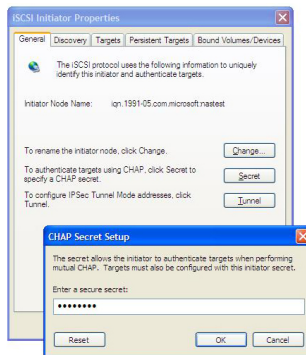 iSCSI Initiator Properties
General Discovery Targets Persistent Targets Bound Volumes/Devices
The iSCSI protocol uses the following information to uniquely
identify this initiator and authenticate targets.
Initiator Node Name: iqn.1991-05.com.microsoft:nastest
To rename the initiator node, click Change.
Change...
To authenticate targets using CHAP, click Secret to
specify a CHAP secret.
Secret
To configure IPSec Tunnel Mode addresses, click
Tunnel.
Tunnel
CHAP Secret Setup
The secret allows the initiator to authenticate targets when performing
mutual CHAP. Targets must also be configured with this initiator secret.
Enter a secure secret:
••••••••
Reset OK Cancel